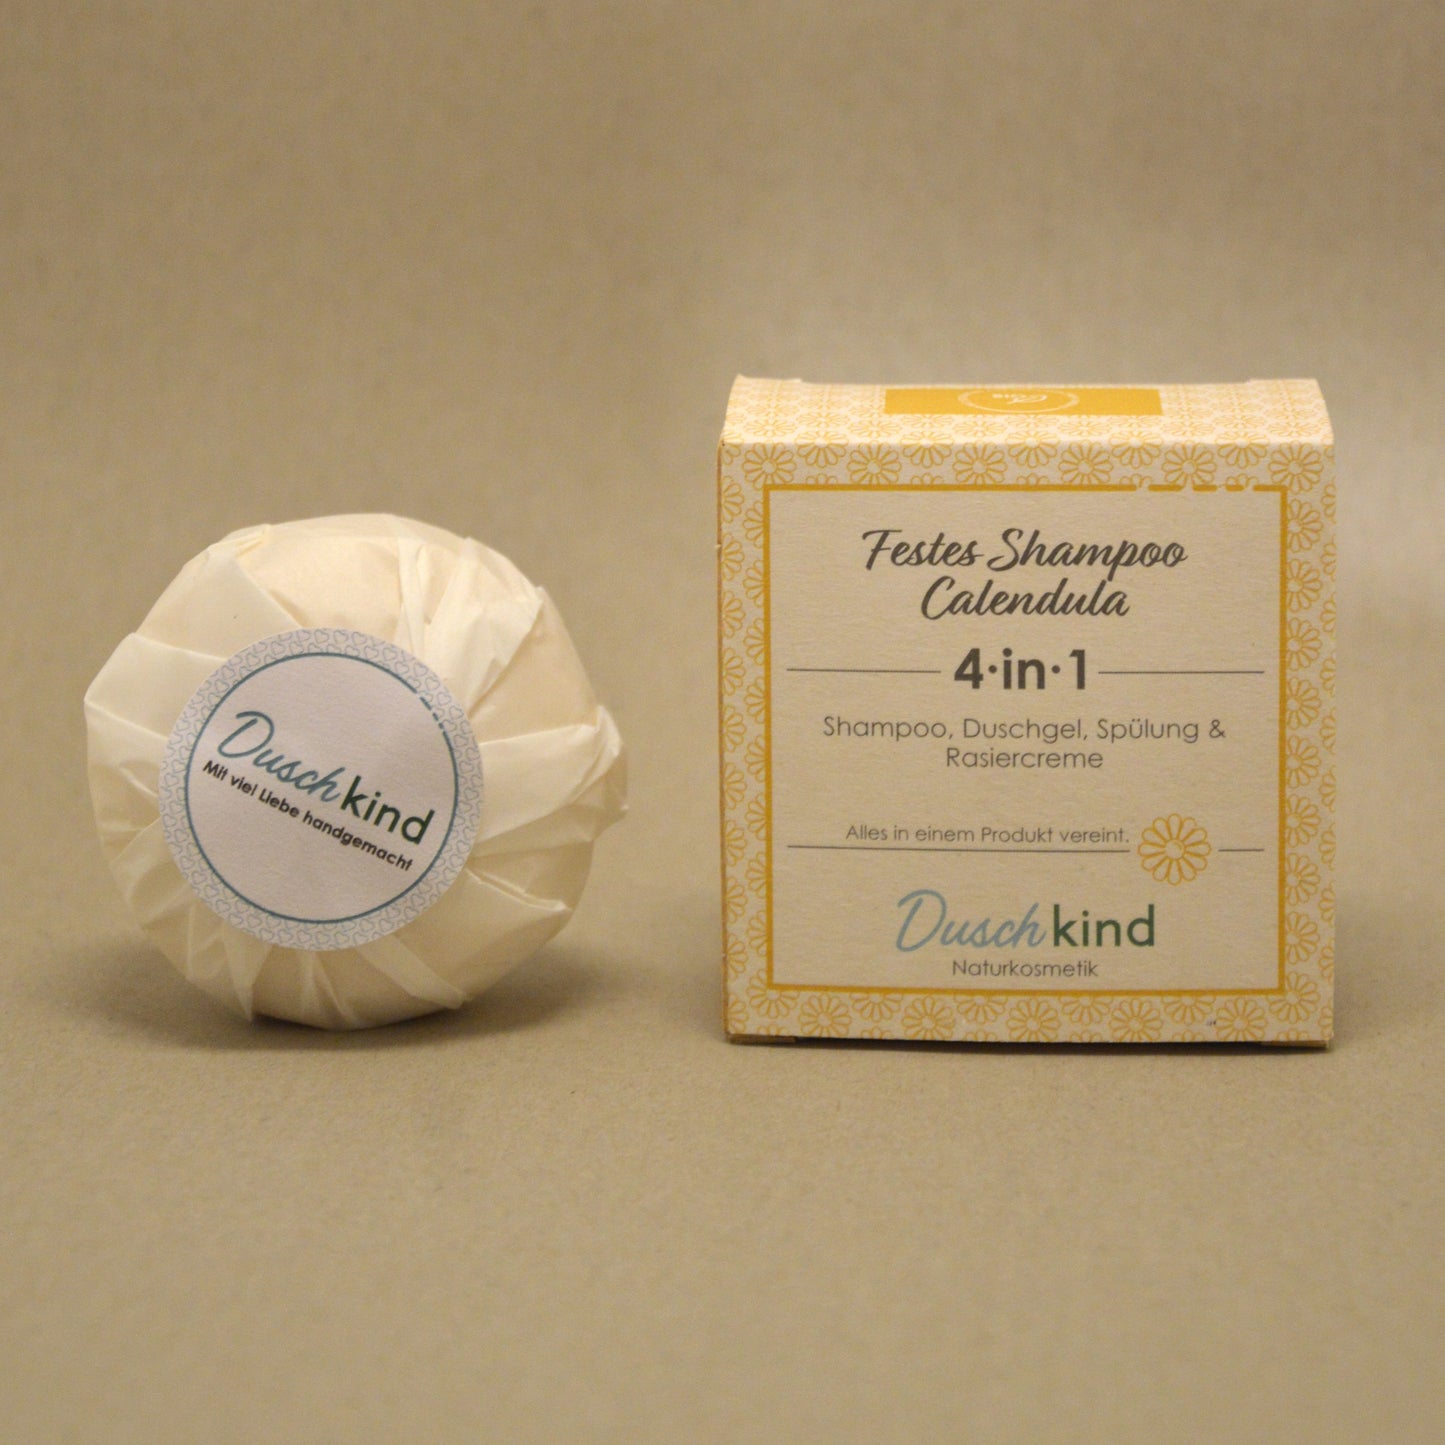 Duschkind
Mit viel Liebe handgemacht
Festes Shampoo
Calendula
4·in·1
Shampoo, Duschgel, Spülung &
Rasiercreme
Alles in einem Produkt vereint.
Duschkind
Naturkosmetik